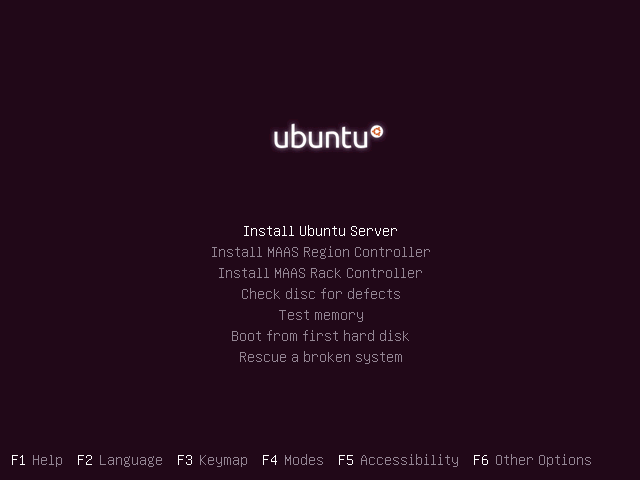 ubuntu
Install Ubuntu Server
Install MAAS Region Controller
Install MAAS Rack Controller
Check disc for defects
Test memory
Boot from first hard disk
Rescue a broken system
F1 Help F2 Language F3 Keymap F4 Modes F5 Accessibility F6 Other Options